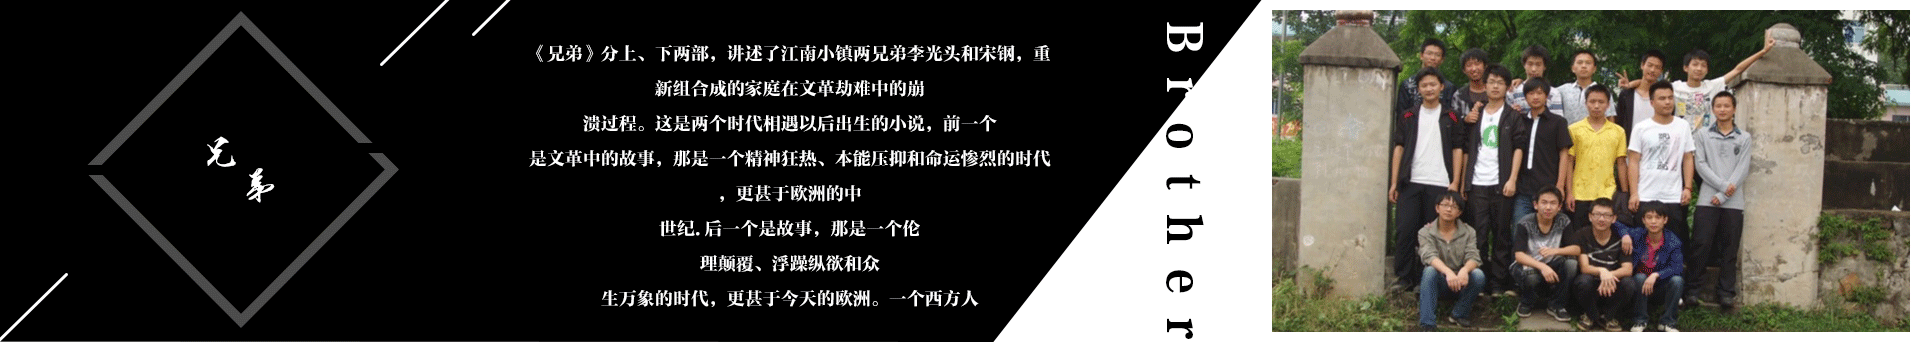 兄
弟
《兄弟》分上、下两部，讲述了江南小镇两兄弟李光头和宋钢，重
新组合成的家庭在文革劫难中的崩
溃过程。这是两个时代相遇以后出生的小说，前一个
是文革中的故事，那是一个精神狂热、本能压抑和命运惨烈的时代
，更甚于欧洲的中
世纪.后一个是故事，那是一个伦
理颠覆、浮躁纵欲和众
生万象的时代，更甚于今天的欧洲。一个西方人
Brother